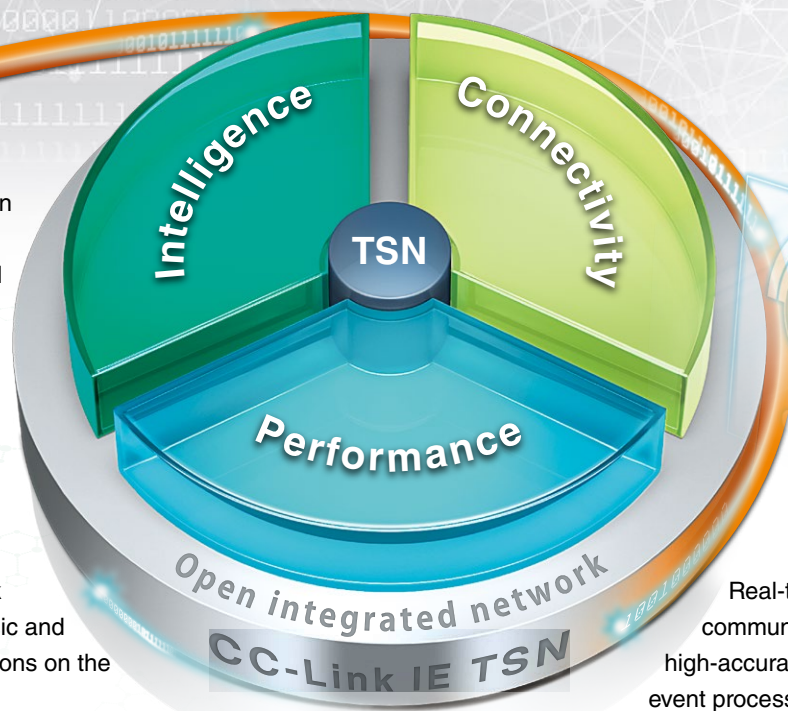 Intelligence
Connectivity
TSN
Performance
Open integrated network
CC-Link IE TSN
ic and
ons on the
Real-t
commun
high-accura
event process